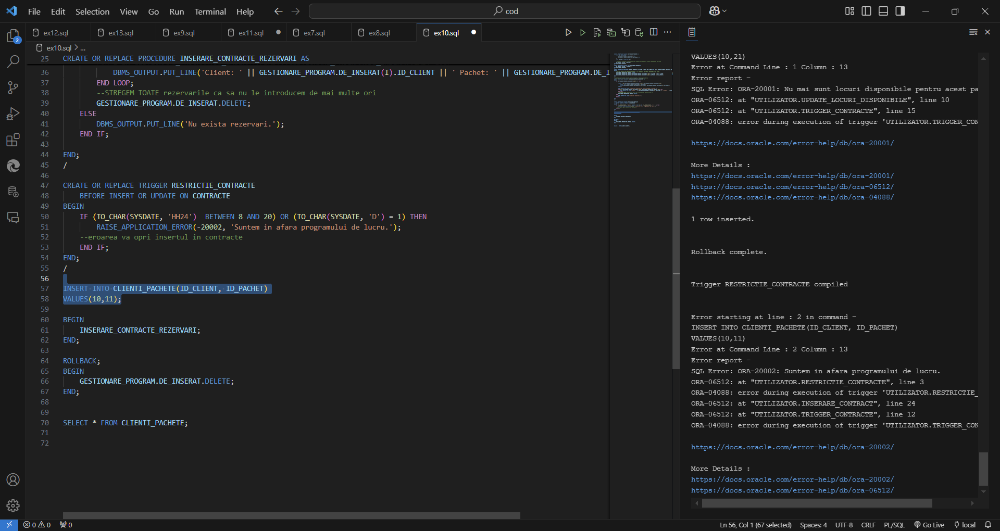 File Edit Selection View Go Run Terminal Help
cod
ex12.sql ex13.sql ex9.sql ex11.sql ex7.sql ex8.sql ex10.sql
ex10.sql > ...
25 CREATE OR REPLACE PROCEDURE INSERARE_CONTRACTE_REZERVARI AS
36 DBMS_OUTPUT.PUT_LINE('Client: ' || GESTIONARE_PROGRAM.DE_INSERAT(I).ID_CLIENT || ' Pachet: ' || GESTIONARE_PROGRAM.DE_I
37 END LOOP;
38 --STREGEM TOATE rezervarile ca sa nu le introducem de mai multe ori
39 GESTIONARE_PROGRAM.DE_INSERAT.DELETE;
40 ELSE
41 DBMS_OUTPUT.PUT_LINE('Nu exista rezervari.');
42 END IF;
43
44 END;
45 /
46
47 CREATE OR REPLACE TRIGGER RESTRICTIE_CONTRACTE
48 BEFORE INSERT OR UPDATE ON CONTRACTE
49 BEGIN
50 IF (TO_CHAR(SYSDATE, 'HH24')  BETWEEN 8 AND 20) OR (TO_CHAR(SYSDATE, 'D') = 1) THEN
51 RAISE_APPLICATION_ERROR(-20002, 'Suntem in afara programului de lucru.');
52 --eroarea va opri insertul in contracte
53 END IF;
54 END;
55 /
56
57 INSERT INTO CLIENTI_PACHETE(ID_CLIENT, ID_PACHET)
58 VALUES(10,11);
59
60 BEGIN
61 INSERARE_CONTRACTE_REZERVARI;
62 END;
63
64 ROLLBACK;
65 BEGIN
66 GESTIONARE_PROGRAM.DE_INSERAT.DELETE;
67 END;
68
69
70 SELECT * FROM CLIENTI_PACHETE;
71
72
VALUES(10,21)
Error at Command Line : 1 Column : 13
Error report -
SQL Error: ORA-20001: Nu mai sunt locuri disponibile pentru acest pa
ORA-06512: at "UTILIZATOR.UPDATE_LOCURI_DISPONIBILE", line 10
ORA-06512: at "UTILIZATOR.TRIGGER_CONTRACTE", line 15
ORA-04088: error during execution of trigger 'UTILIZATOR.TRIGGER_CON
https://docs.oracle.com/error-help/db/ora-20001/
More Details :
https://docs.oracle.com/error-help/db/ora-20001/
https://docs.oracle.com/error-help/db/ora-06512/
https://docs.oracle.com/error-help/db/ora-04088/
1 row inserted.
Rollback complete.
Trigger RESTRICTIE_CONTRACTE compiled
Error starting at line : 2 in command -
INSERT INTO CLIENTI_PACHETE(ID_CLIENT, ID_PACHET)
VALUES(10,11)
Error at Command Line : 2 Column : 13
Error report -
SQL Error: ORA-20002: Suntem in afara programului de lucru.
ORA-06512: at "UTILIZATOR.RESTRICTIE_CONTRACTE", line 3
ORA-04088: error during execution of trigger 'UTILIZATOR.RESTRICTIE_
ORA-06512: at "UTILIZATOR.INSERARE_CONTRACT", line 24
ORA-06512: at "UTILIZATOR.TRIGGER_CONTRACTE", line 12
ORA-04088: error during execution of trigger 'UTILIZATOR.TRIGGER_CON
https://docs.oracle.com/error-help/db/ora-20002/
More Details :
https://docs.oracle.com/error-help/db/ora-20002/
https://docs.oracle.com/error-help/db/ora-06512/
2
0 0 0 Ln 56, Col 1 (67 selected) Spaces: 4 UTF-8 CRLF PL/SQL Go Live local